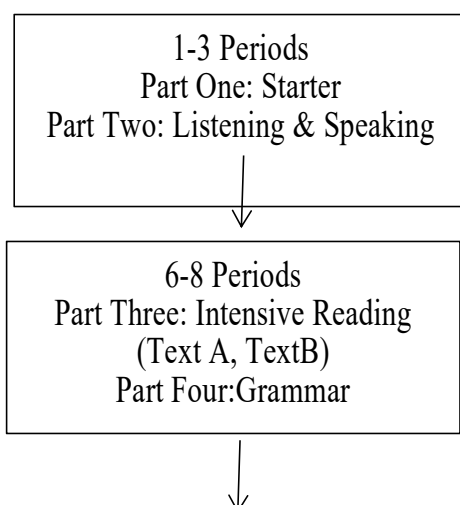 1-3 Periods
Part One: Starter
Part Two: Listening & Speaking
6-8 Periods
Part Three: Intensive Reading
(Text A, TextB)
Part Four:Grammar